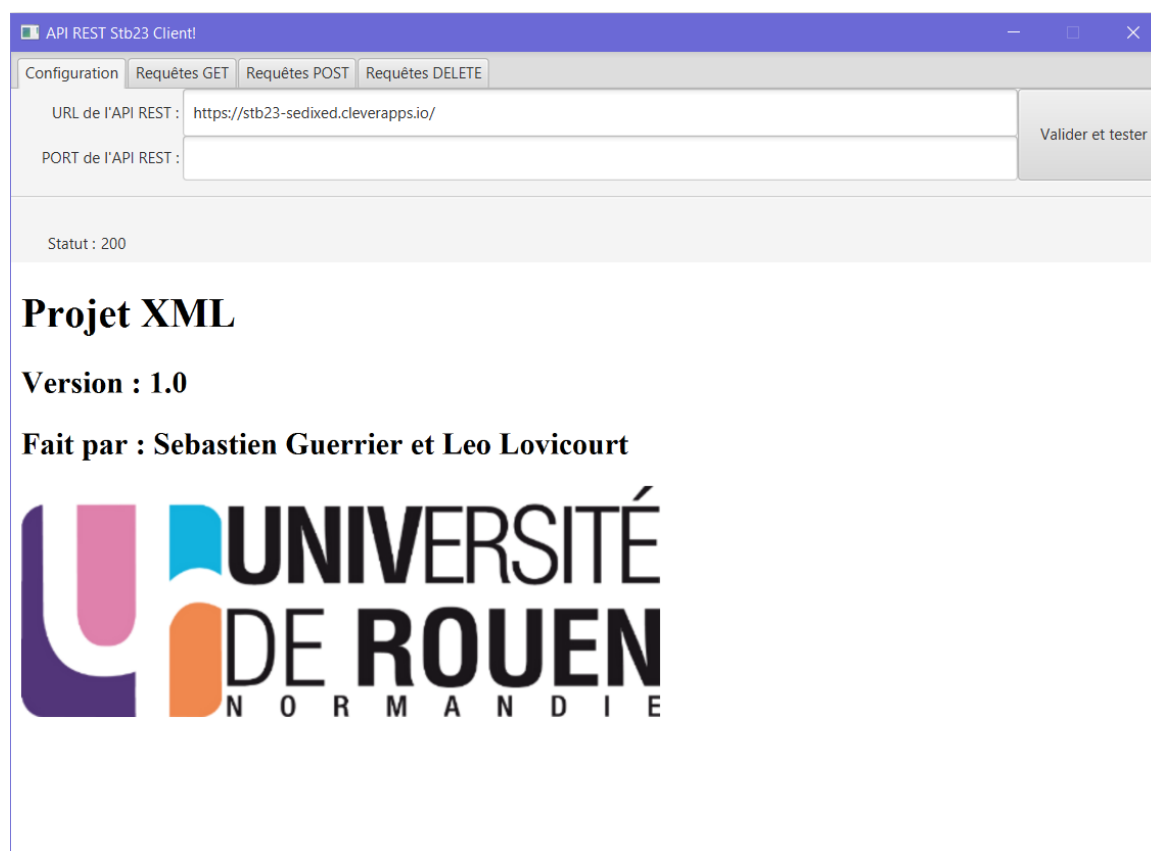 API REST Stb23 Client!
Configuration Requêtes GET Requêtes POST Requêtes DELETE
URL de l'API REST : https://stb23-sedixed.cleverapps.io/
Valider et tester
PORT de l'API REST :
Statut : 200
Projet XML
Version : 1.0
Fait par : Sebastien Guerrier et Leo Lovicourt
UNIVERSITÉ
DE ROUEN
NORMANDIE